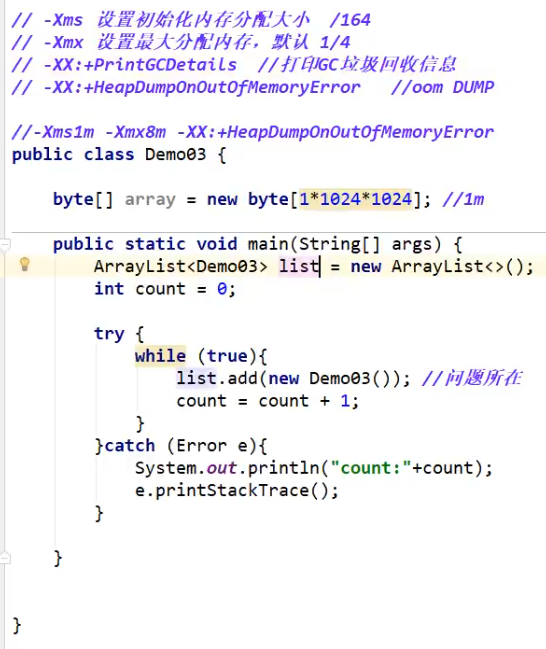 // -Xms 设置初始化内存分配大小 /164
// -Xmx 设置最大分配内存，默认 1/4
// -XX:+PrintGCDetails //打印GC垃圾回收信息
// -XX:+HeapDumpOnOutOfMemoryError //oom DUMP
//-Xms1m -Xmx8m -XX:+HeapDumpOnOutOfMemoryError
public class Demo03 {
byte[] array = new byte[1*1024*1024]; //1m
public static void main(String[] args) {
ArrayList<Demo03> list = new ArrayList<>();
int count = 0;
try {
while (true){
list.add(new Demo03()); //问题所在
count = count + 1;
}
}catch (Error e){
System.out.println("count:"+count);
e.printStackTrace();
}
}
}